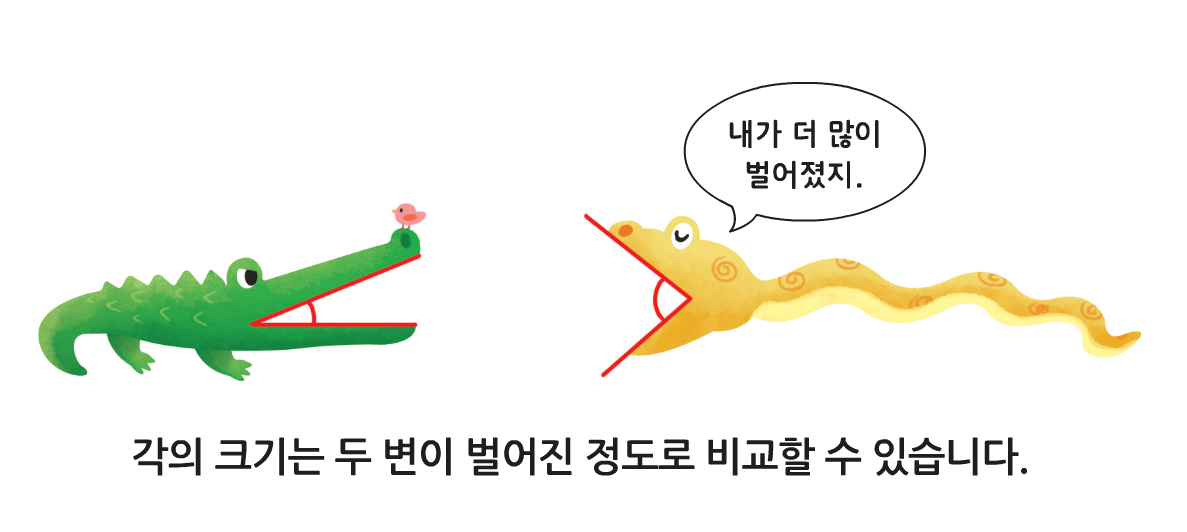 내가 더 많이
벌어졌지.
각의 크기는 두 변이 벌어진 정도로 비교할 수 있습니다.